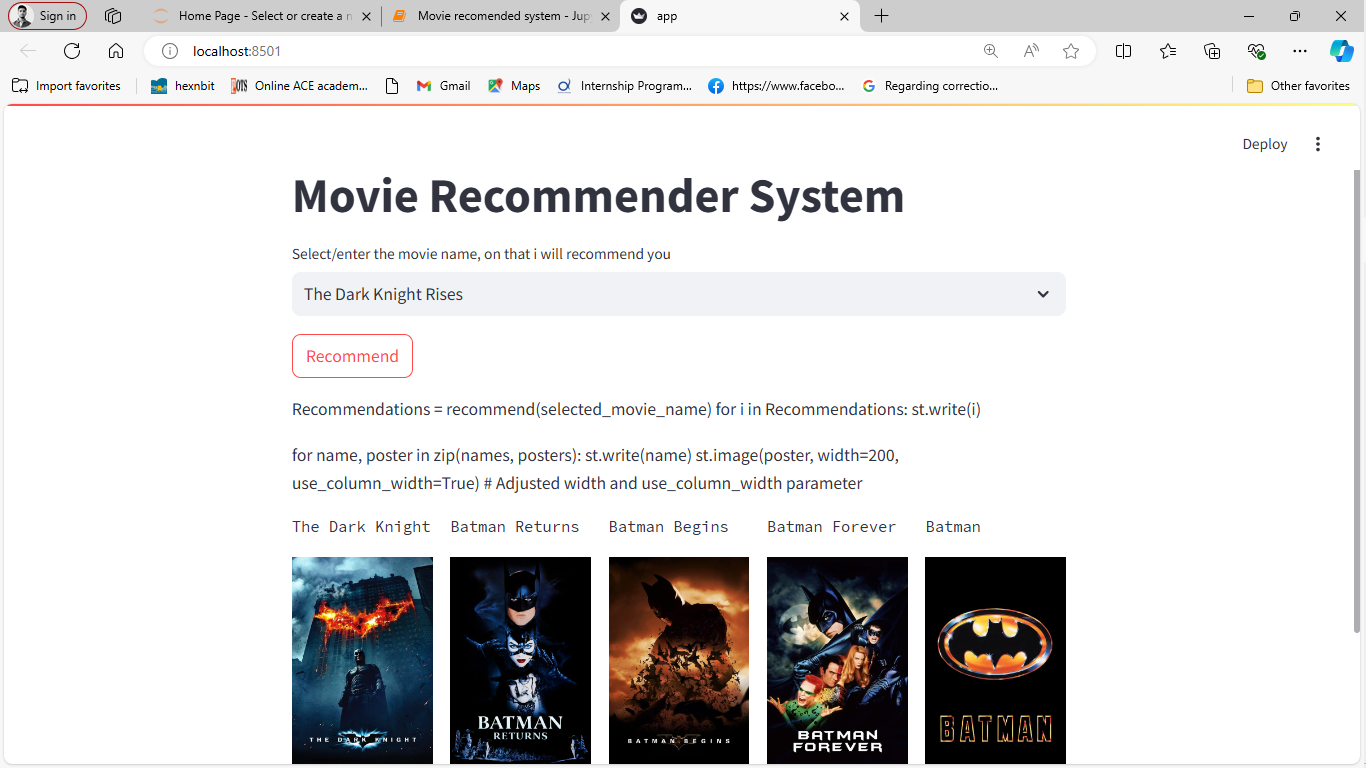 Sign in
Home Page - Select or create a n
Movie recomended system - Jup
app
localhost:8501
Import favorites
hexnbit
Online ACE academ...
Gmail
Maps
Internship Program...
https://www.facebo...
Regarding correctio...
Other favorites
Deploy
Movie Recommender System
Select/enter the movie name, on that i will recommend you
The Dark Knight Rises
Recommend
Recommendations = recommend(selected_movie_name) for i in Recommendations: st.write(i)
for name, poster in zip(names, posters): st.write(name) st.image(poster, width=200,
use_column_width=True) # Adjusted width and use_column_width parameter
The Dark Knight Batman Returns Batman Begins Batman Forever Batman
THE DARK KNIGHT
BATMAN
RETURNS
BATMAN BEGINS
BATMAN
FOREVER
BATMAN